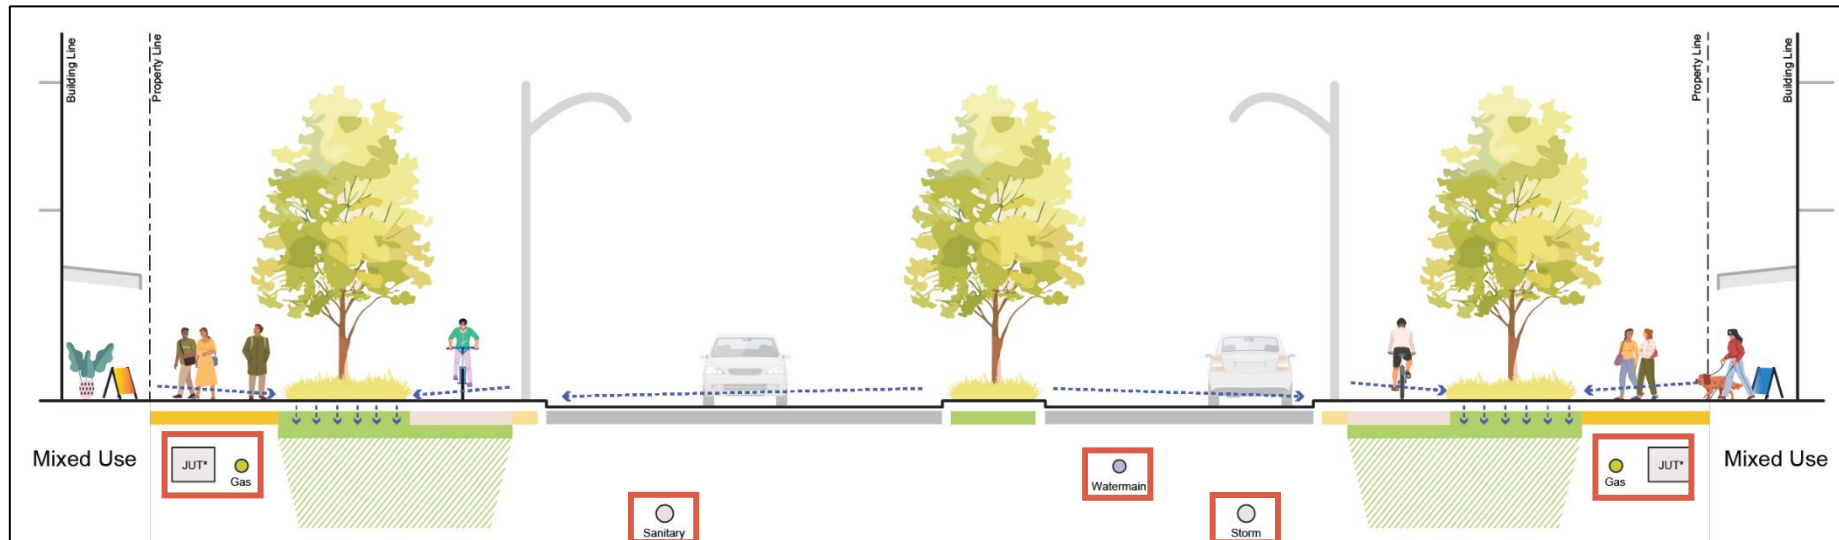 Building Line
Property Line
Property Line
Building Line
Mixed Use
JUT*
Gas
Sanitary
Watermain
Storm
Gas
JUT*
Mixed Use